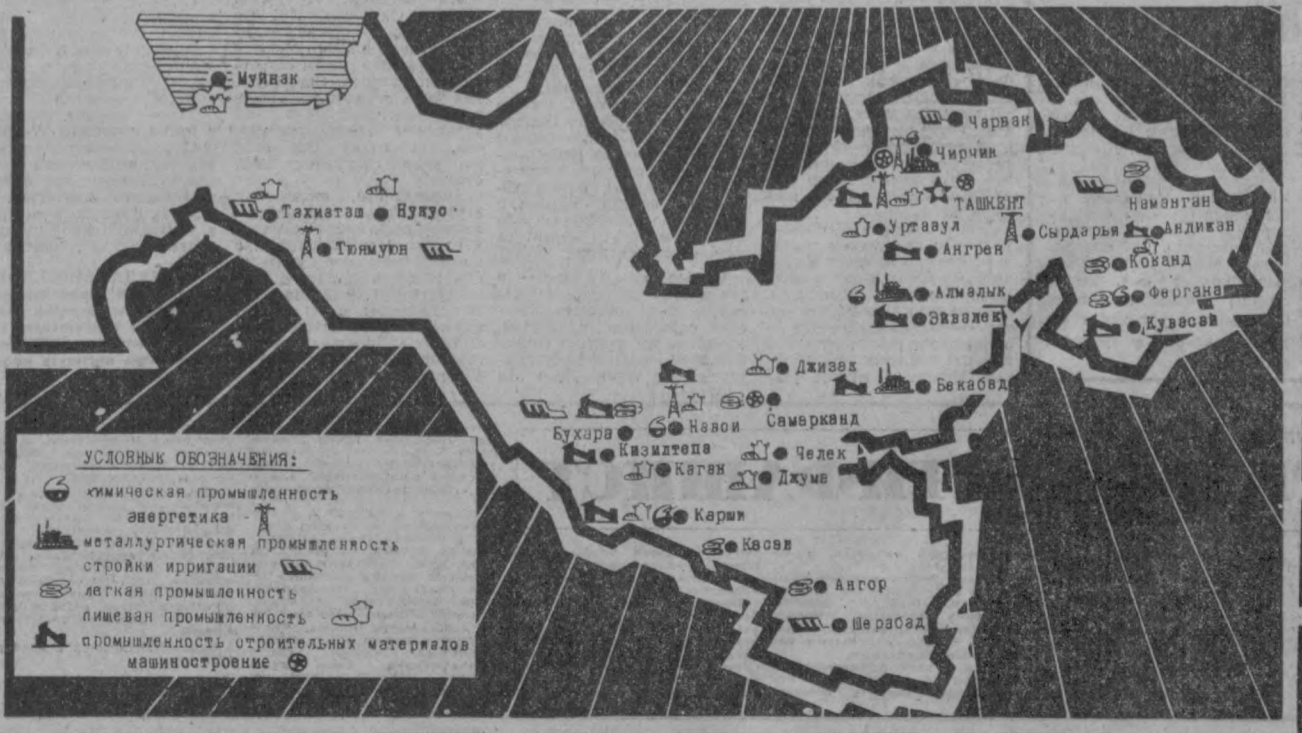 Муйнак
Чарвак
Чирчик
ТАШКЕНТ
Наманган
Тахиаташ
Нукус
Уртааул
Сырдарья
Андижан
Тюямуюн
Ангрен
Коканд
Алмалык
Фергана
Эйвалек
Кувасай
Джизак
Бекабад
Самарканд
Бухара
Навои
Кизилтепа
Челек
Каган
Джума
Карши
Касан
Ангор
Шерабад
УСЛОВНЫК ОБОЗНАЧЕНИЯ:
химическая промышленность
энергетика
металлургическая промышленность
стройки ирригации
легкая промышленность
пищевая промышленность
промышленность строительных материалов
машиностроение